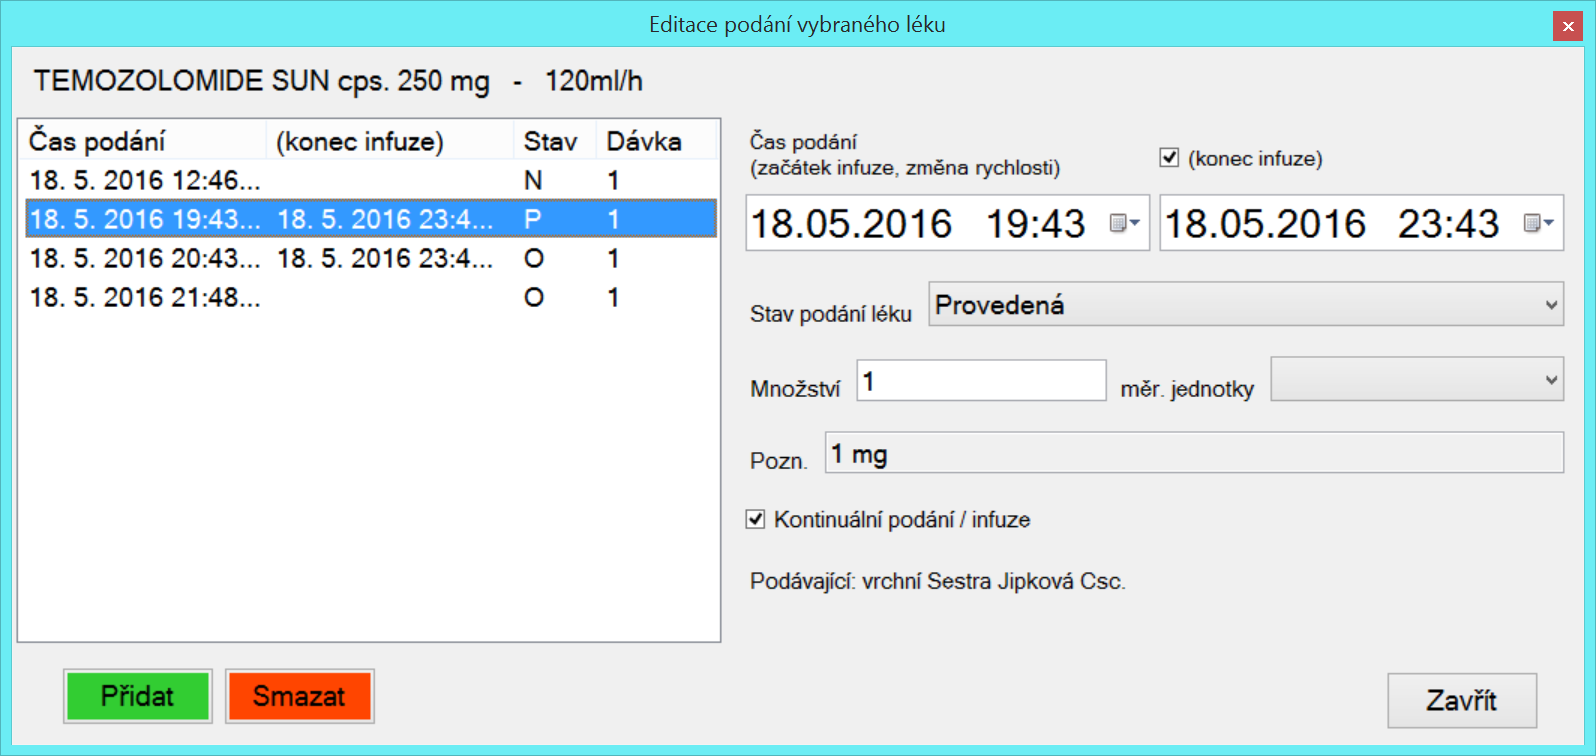 Editace podání vybraného léku
TEMOZOLOMIDE SUN cps. 250 mg - 120ml/h
Čas podání (konec infuze) Stav Dávka
18. 5. 2016 12:46... N 1
18. 5. 2016 19:43... 18. 5. 2016 23:4... P 1
18. 5. 2016 20:43... 18. 5. 2016 23:4... O 1
18. 5. 2016 21:48... O 1
Čas podání
(začátek infuze, změna rychlosti)
(konec infuze)
18.05.2016 19:43
18.05.2016 23:43
Stav podání léku Provedená
Množství 1 měr. jednotky
Pozn. 1 mg
Kontinuální podání / infuze
Podávající: vrchní Sestra Jipková Csc.
Přidat Smazat
Zavřít